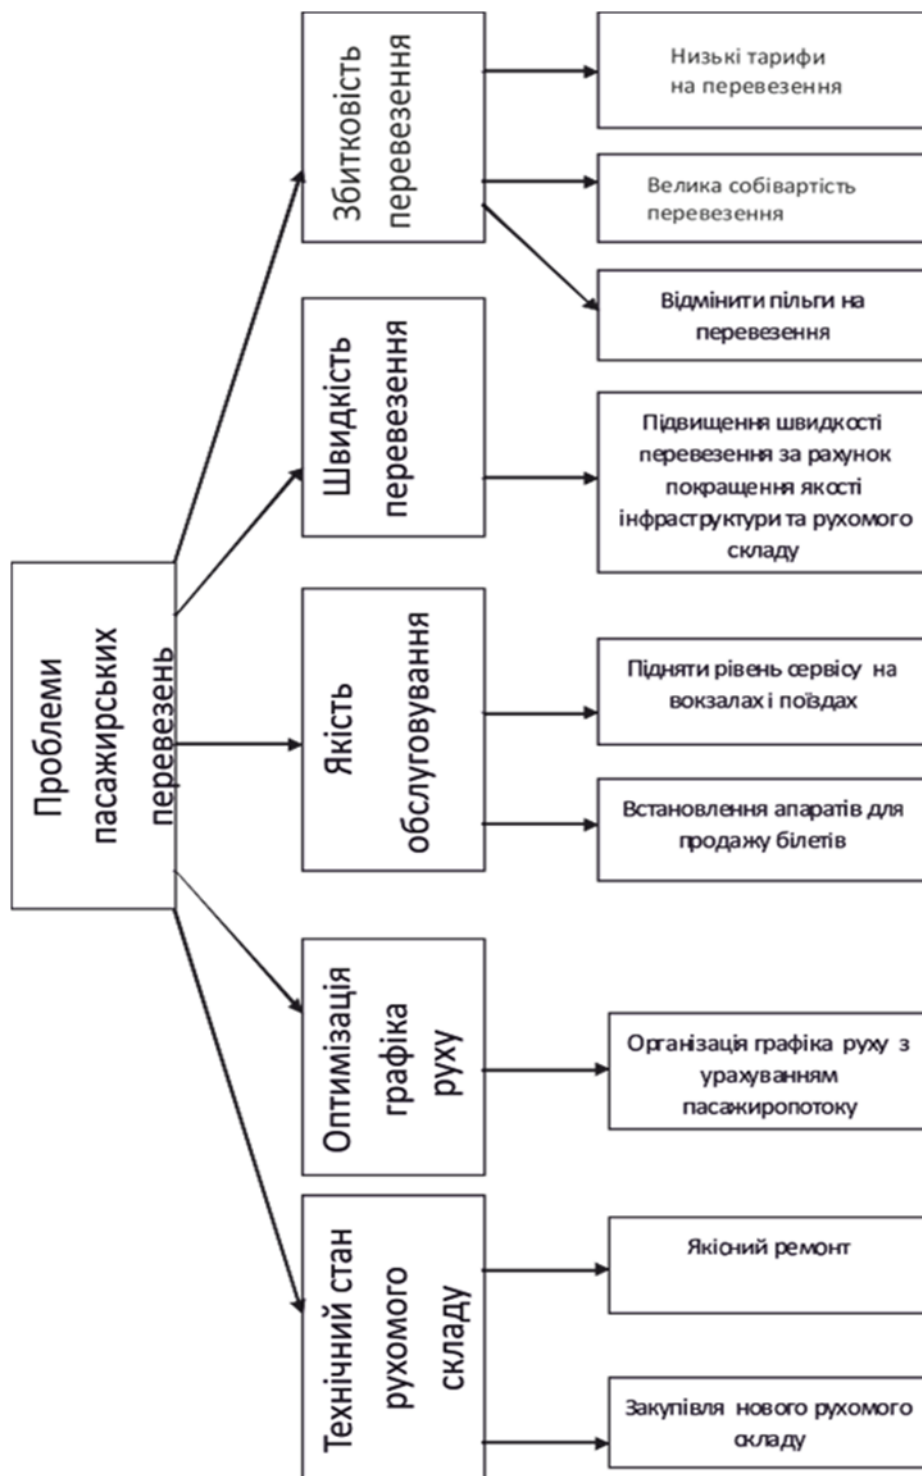 Проблеми
пасажирських
перевезень
Збитковість
перевезення
Низькі тарифи
на перевезення
Велика собівартість
перевезення
Відмінити пільги на
перевезення
Швидкість
перевезення
Підвищення швидкості
перевезення за рахунок
покращення якості
інфраструктури та рухомого
складу
Якість
обслуговування
Підняти рівень сервісу на
вокзалах і поїздах
Встановлення апаратів для
продажу білетів
Оптимізація
графіка
руху
Організація графіка руху з
урахуванням
пасажиропотоку
Технічний стан
рухомого
складу
Якісний ремонт
Закупівля нового рухомого
складу